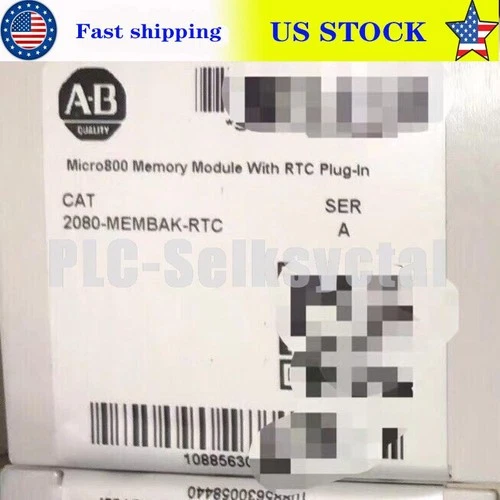 Fast shipping
US STOCK
A-B
QUALITY
Micro800 Memory Module With RTC Plug-In
CAT
SER
2080-MEMBAK-RTC
A
PLC-Selksyctal